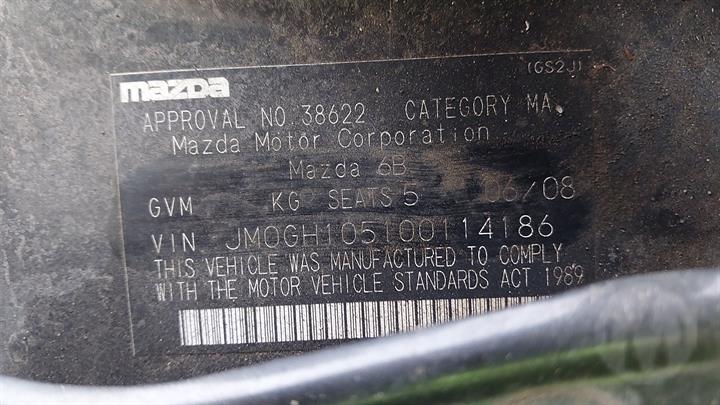 (GS2J)
mazda
APPROVAL NO. 38622 CATEGORY MA
Mazda Motor Corporation
Mazda 6B
GVM KG SEATS 5 06/08
VIN JM0GH105100114186
THIS VEHICLE WAS MANUFACTURED TO COMPLY
WITH THE MOTOR VEHICLE STANDARDS ACT 1989